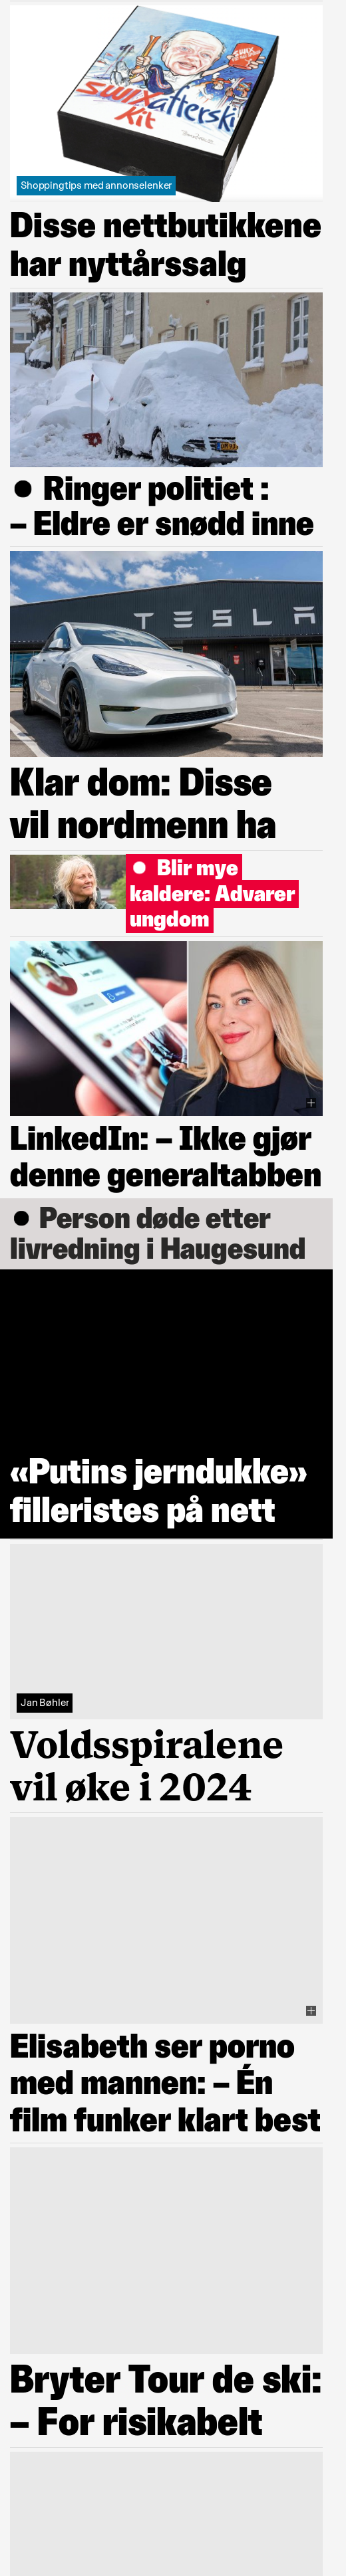 SWIX
afterski
Kit
SWIX
Shoppingtips med annonselenker
Disse nettbutikkene
har nyttårssalg
Ringer politiet :
– Eldre er snødd inne
TESLA
Klar dom: Disse
vil nordmenn ha
Blir mye
kaldere: Advarer
ungdom
LinkedIn: – Ikke gjør
denne generaltabben
Person døde etter
livredning i Haugesund
«Putins jerndukke»
filleristes på nett
Jan Bøhler
Voldsspiralene
vil øke i 2024
Elisabeth ser porno
med mannen: – Én
film funker klart best
Bryter Tour de ski:
– For risikabelt